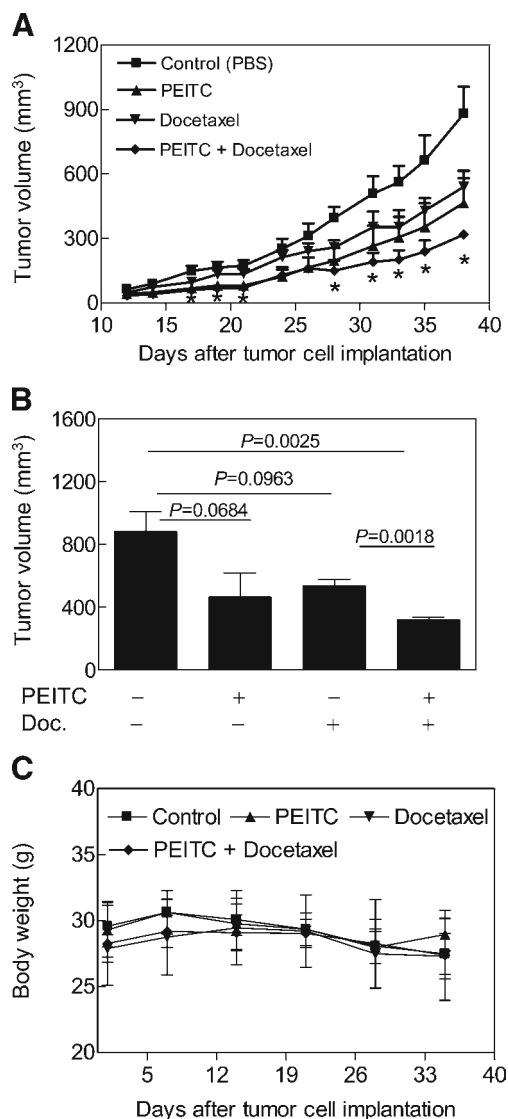 A
1200
900
600
300
0
Tumor volume (mm³)
Control (PBS)
PEITC
Docetaxel
PEITC + Docetaxel
* * * * * * * *
10 15 20 25 30 35 40
Days after tumor cell implantation
B
1600
1200
800
400
0
Tumor volume (mm³)
P=0.0025
P=0.0963
P=0.0684
P=0.0018
PEITC − + − +
Doc. − − + +
C
40
35
30
25
20
Body weight (g)
Control PEITC Docetaxel
PEITC + Docetaxel
5 12 19 26 33 40
Days after tumor cell implantation